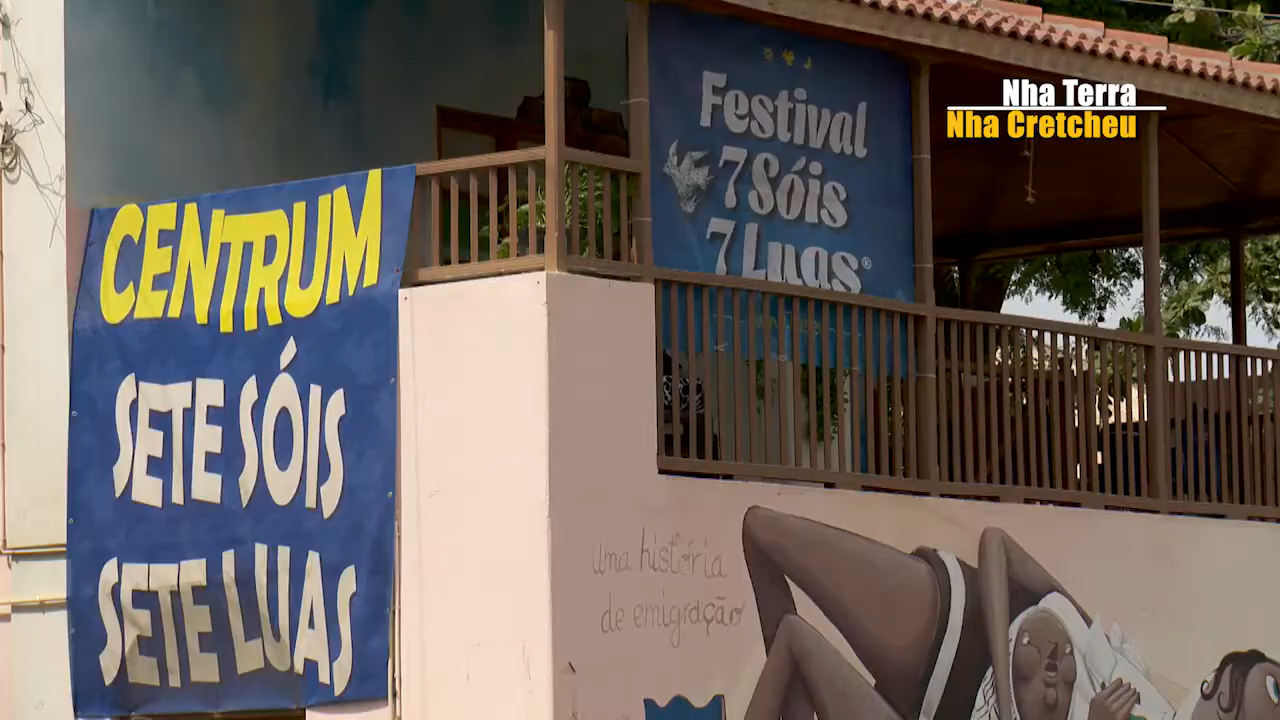 Nha Terra
Nha Cretcheu
Festival
7 Sóis
7 Luas®
CENTRUM
SETE SÓIS
SETE LUAS
Uma história
de emigração